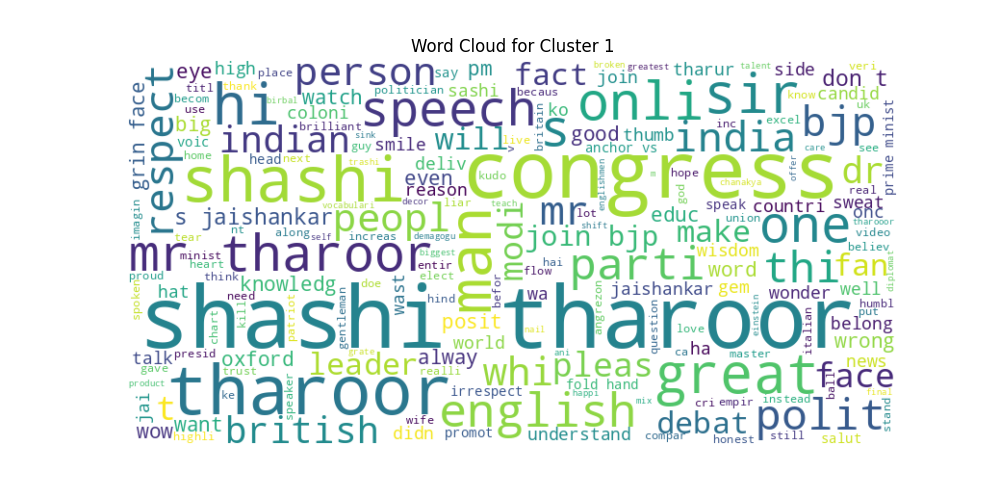 Word Cloud for Cluster 1
eye high place person say pm fact join tharur side veri
titl thank politician sashi becaus broken talent don t
becom hi watch speech onli sir know candid
respect use birbal coloni ko uk bjp
imagin grin face big brilliant will live s britain good thumb india inc excel see
voic indian sink guy smile v anchor vs care prime minist
home head next deliv kudo englishmen m hope offer dr
shashi trashi even congress god chanakya real
vocabulari decor reason liar teach mr lot educ speak countri sweat
s jaishankar peopl man modi shift union one onc tharooor
tear nt along self increas demagogu join bjp make video
mr tharoor minist biggest entir hai parti wisdom thi believ fan diplomat
proud heart think elect flow word wonder well
spoken hat knowledg doe wast hind befor wa angrezon jaishankar gem humbl
need kill patriot gentleman posit question love einstein put
shashi tharoor italian belong
chart world ca ha master wrong
talk presid oxford grate alway ani whi pleas news
gave trust leader realli happi great face
product tharoor ke speaker irrespect fold hand mix cri empir instead ball final
jai t wife english debat polit stand
wow want british didn promot understand compar honest still salut
highli